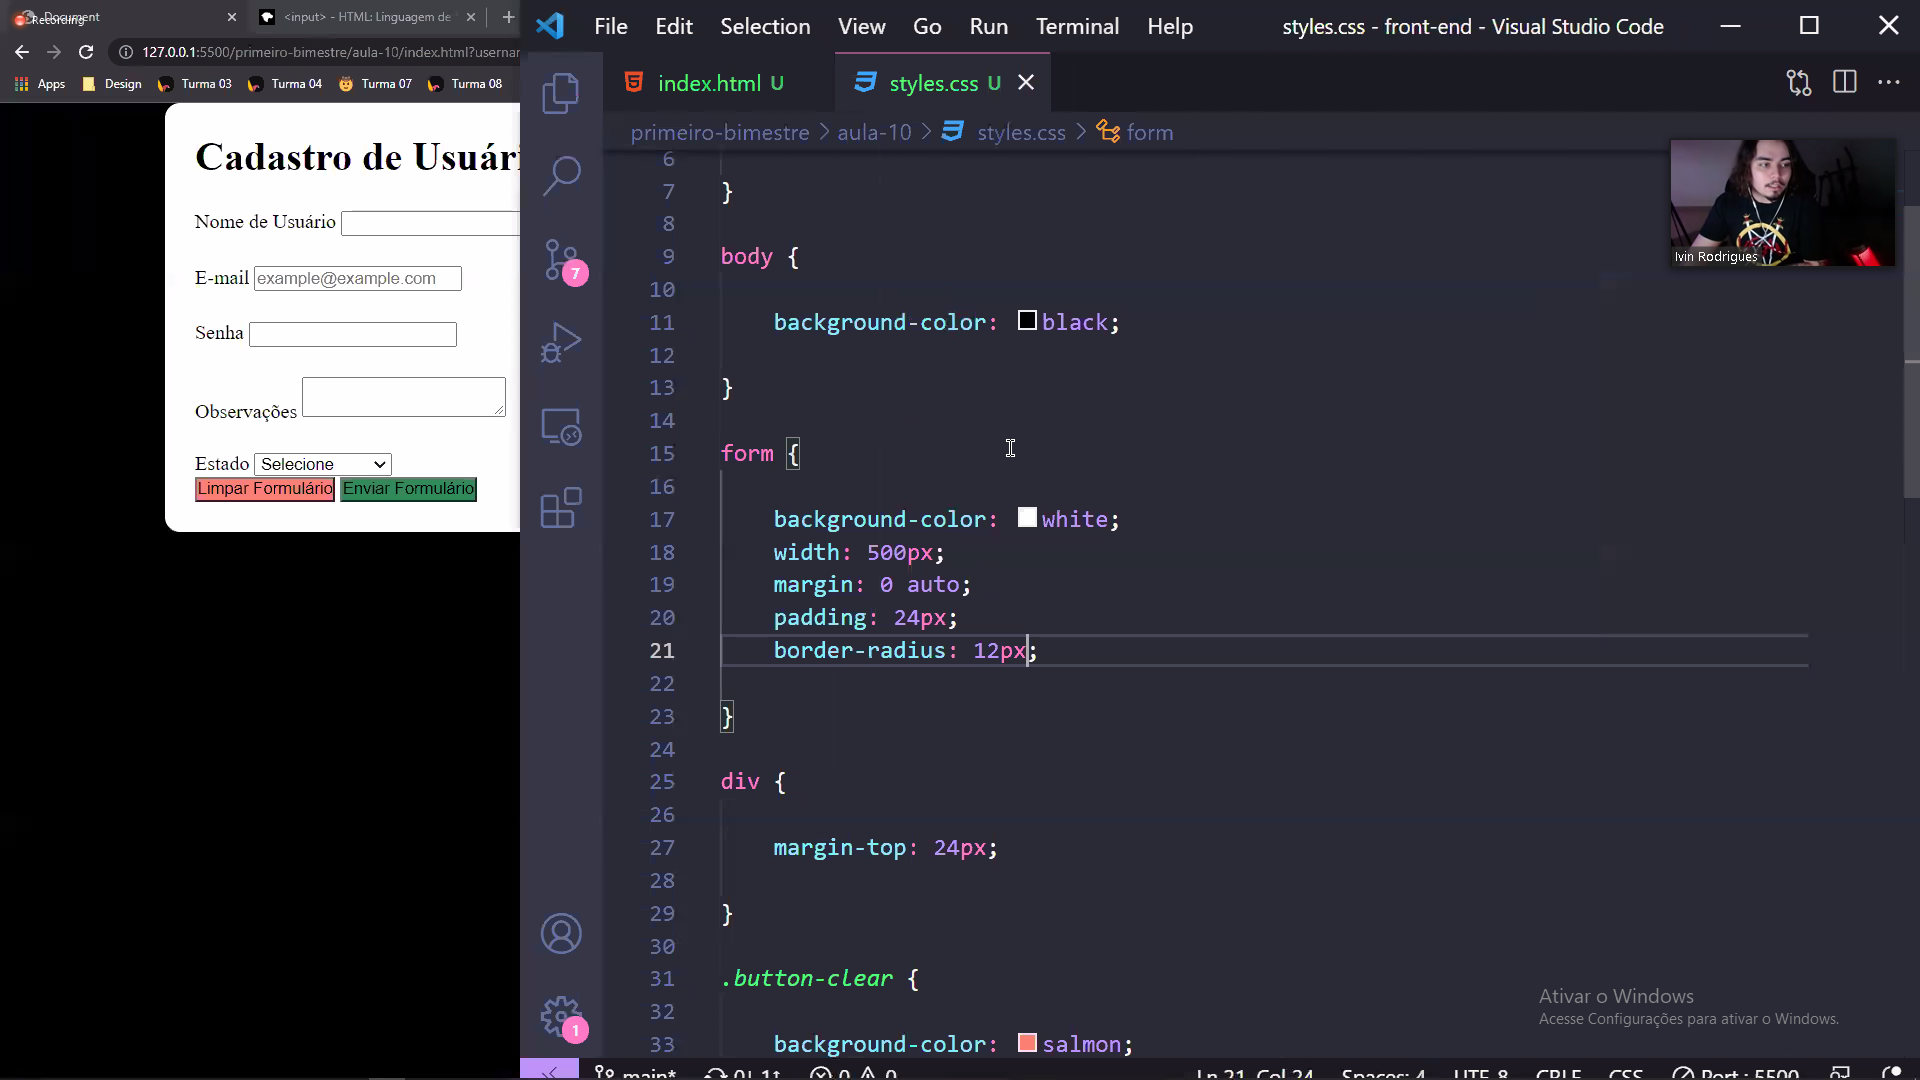 Document
Recording
<input> - HTML: Linguagem de
127.0.0.1:5500/primeiro-bimestre/aula-10/index.html?usernar
Apps
Design
Turma 03
Turma 04
Turma 07
Turma 08
Cadastro de Usuári
Nome de Usuário
E-mail example@example.com
Senha
Observações
Estado Selecione
Limpar Formulário Enviar Formulário
File Edit Selection View Go Run Terminal Help
styles.css - front-end - Visual Studio Code
index.html U
styles.css U
primeiro-bimestre > aula-10 > styles.css > form
7
1
6
7 }
8
9 body {
10
11 background-color: black;
12
13 }
14
15 form {
16
17 background-color: white;
18 width: 500px;
19 margin: 0 auto;
20 padding: 24px;
21 border-radius: 12px;
22
23 }
24
25 div {
26
27 margin-top: 24px;
28
29 }
30
31 .button-clear {
32
33 background-color: salmon;
Ivin Rodrigues
Ativar o Windows
Acesse Configurações para ativar o Windows.
main* 0↓ 1↑ 0 0
Ln 21, Col 24 Spaces: 4 UTF-8 CRLF CSS Port : 5500